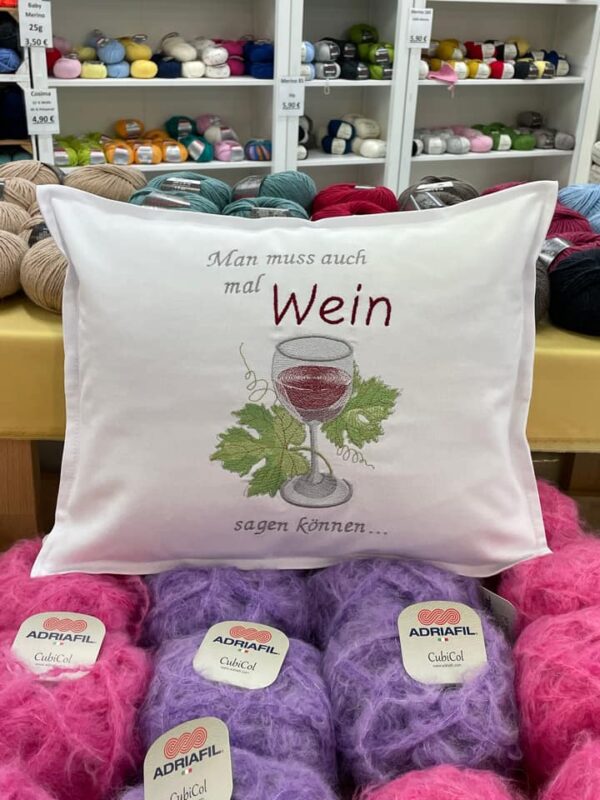 Baby
Merino
25g
3,50 €
Cosima
4,90 €
Merino 85
5,90 €
5,90 €
Man muss auch
mal Wein
sagen können...
ADRIAFIL
CubiCol
ADRIAFIL
CubiCol
ADRIAFIL
CubiCol
ADRIAFIL
CubiCol